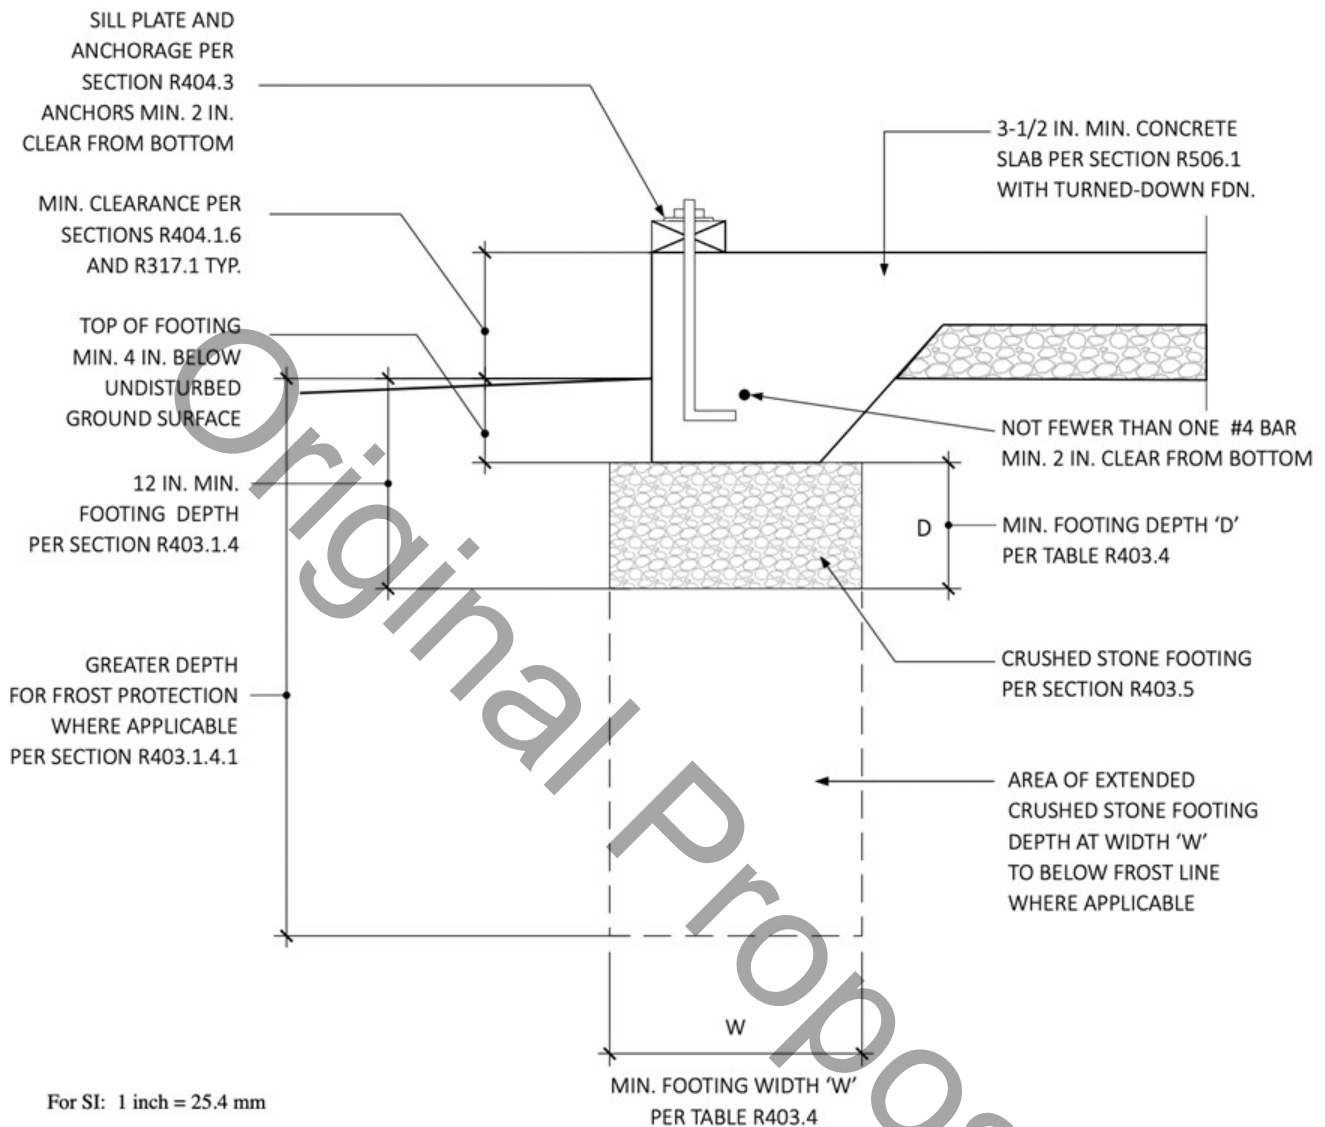 SILL PLATE AND
ANCHORAGE PER
SECTION R404.3
ANCHORS MIN. 2 IN.
CLEAR FROM BOTTOM
MIN. CLEARANCE PER
SECTIONS R404.1.6
AND R317.1 TYP.
TOP OF FOOTING
MIN. 4 IN. BELOW
UNDISTURBED
GROUND SURFACE
12 IN. MIN.
FOOTING DEPTH
PER SECTION R403.1.4
GREATER DEPTH
FOR FROST PROTECTION
WHERE APPLICABLE
PER SECTION R403.1.4.1
3-1/2 IN. MIN. CONCRETE
SLAB PER SECTION R506.1
WITH TURNED-DOWN FDN.
NOT FEWER THAN ONE #4 BAR
MIN. 2 IN. CLEAR FROM BOTTOM
D
MIN. FOOTING DEPTH ‘D’
PER TABLE R403.4
CRUSHED STONE FOOTING
PER SECTION R403.5
AREA OF EXTENDED
CRUSHED STONE FOOTING
DEPTH AT WIDTH ‘W’
TO BELOW FROST LINE
WHERE APPLICABLE
W
MIN. FOOTING WIDTH ‘W’
PER TABLE R403.4
For SI: 1 inch = 25.4 mm
Original Propos